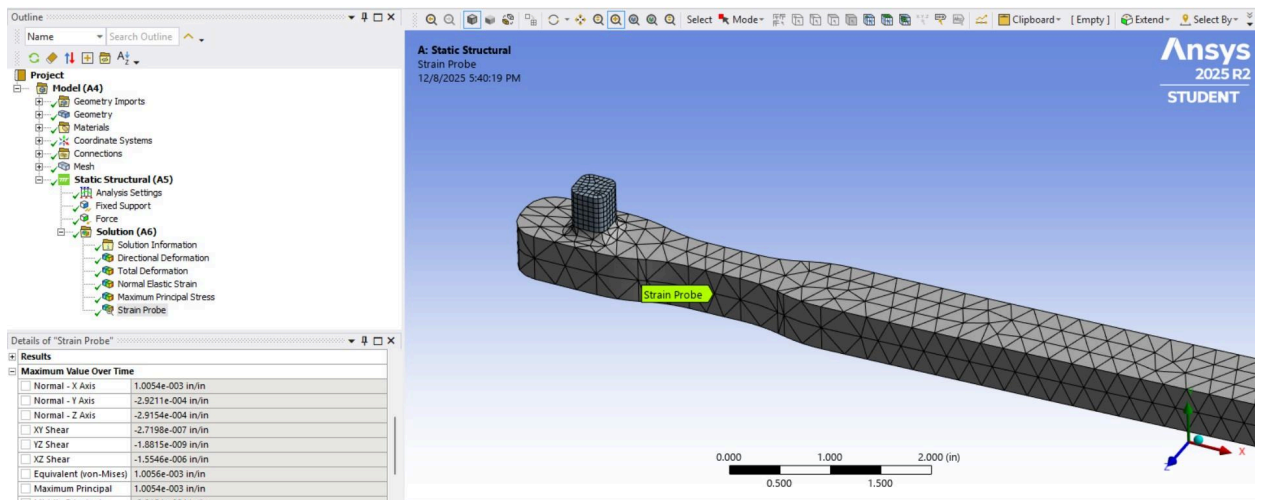 Outline
Name
Search Outline
Project
Model (A4)
Geometry Imports
Geometry
Materials
Coordinate Systems
Connections
Mesh
Static Structural (A5)
Analysis Settings
Fixed Support
Force
Solution (A6)
Solution Information
Directional Deformation
Total Deformation
Normal Elastic Strain
Maximum Principal Stress
Strain Probe
Details of "Strain Probe"
Results
Maximum Value Over Time
Normal - X Axis 1.0054e-003 in/in
Normal - Y Axis -2.9211e-004 in/in
Normal - Z Axis -2.9154e-004 in/in
XY Shear -2.7198e-007 in/in
YZ Shear -1.8815e-009 in/in
XZ Shear -1.5546e-006 in/in
Equivalent (von-Mises) 1.0056e-003 in/in
Maximum Principal 1.0054e-003 in/in
Select Mode Clipboard [ Empty ] Extend Select By
A: Static Structural
Strain Probe
12/8/2025 5:40:19 PM
Ansys
2025 R2
STUDENT
Strain Probe
0.000 1.000 2.000 (in)
0.500 1.500
Y
X
Z